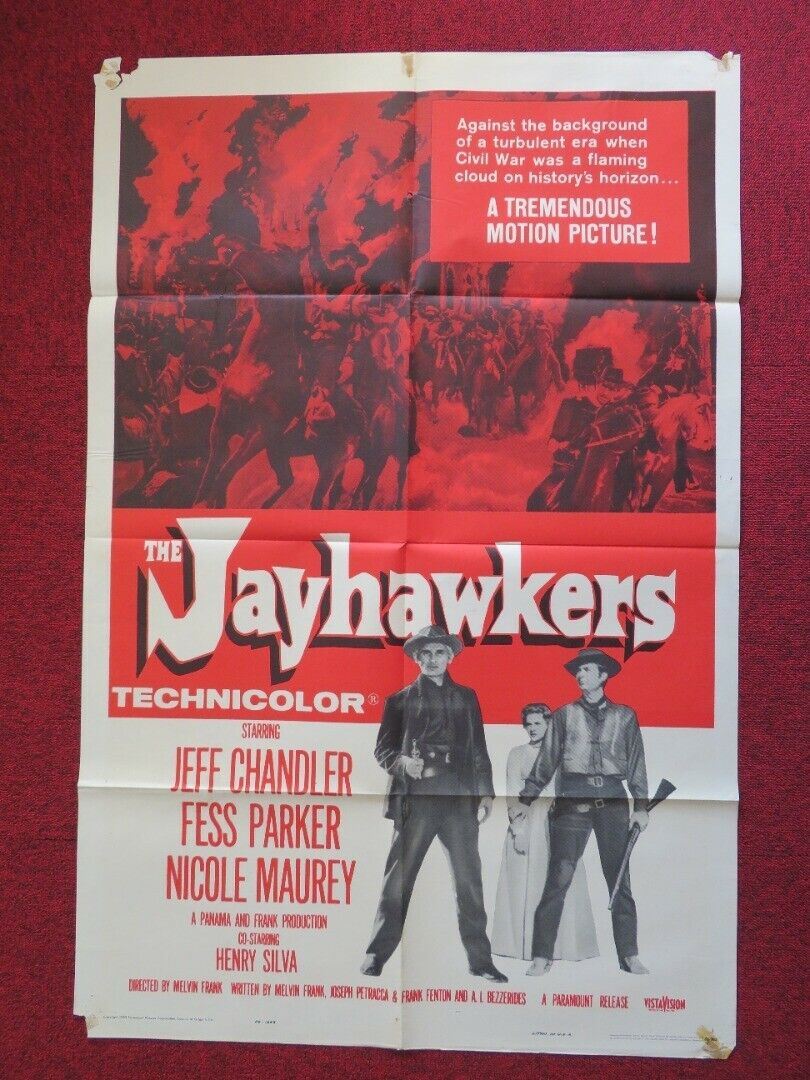 Against the background
of a turbulent era when
Civil War was a flaming
cloud on history's horizon...
A TREMENDOUS
MOTION PICTURE!
THE Jayhawkers
TECHNICOLOR®
STARRING
JEFF CHANDLER
FESS PARKER
NICOLE MAUREY
A PANAMA AND FRANK PRODUCTION
CO-STARRING
HENRY SILVA
DIRECTED BY MELVIN FRANK WRITTEN BY MELVIN FRANK, JOSEPH PETRACCA & FRANK FENTON AND A. I. BEZZERIDES A PARAMOUNT RELEASE VISTAVISION